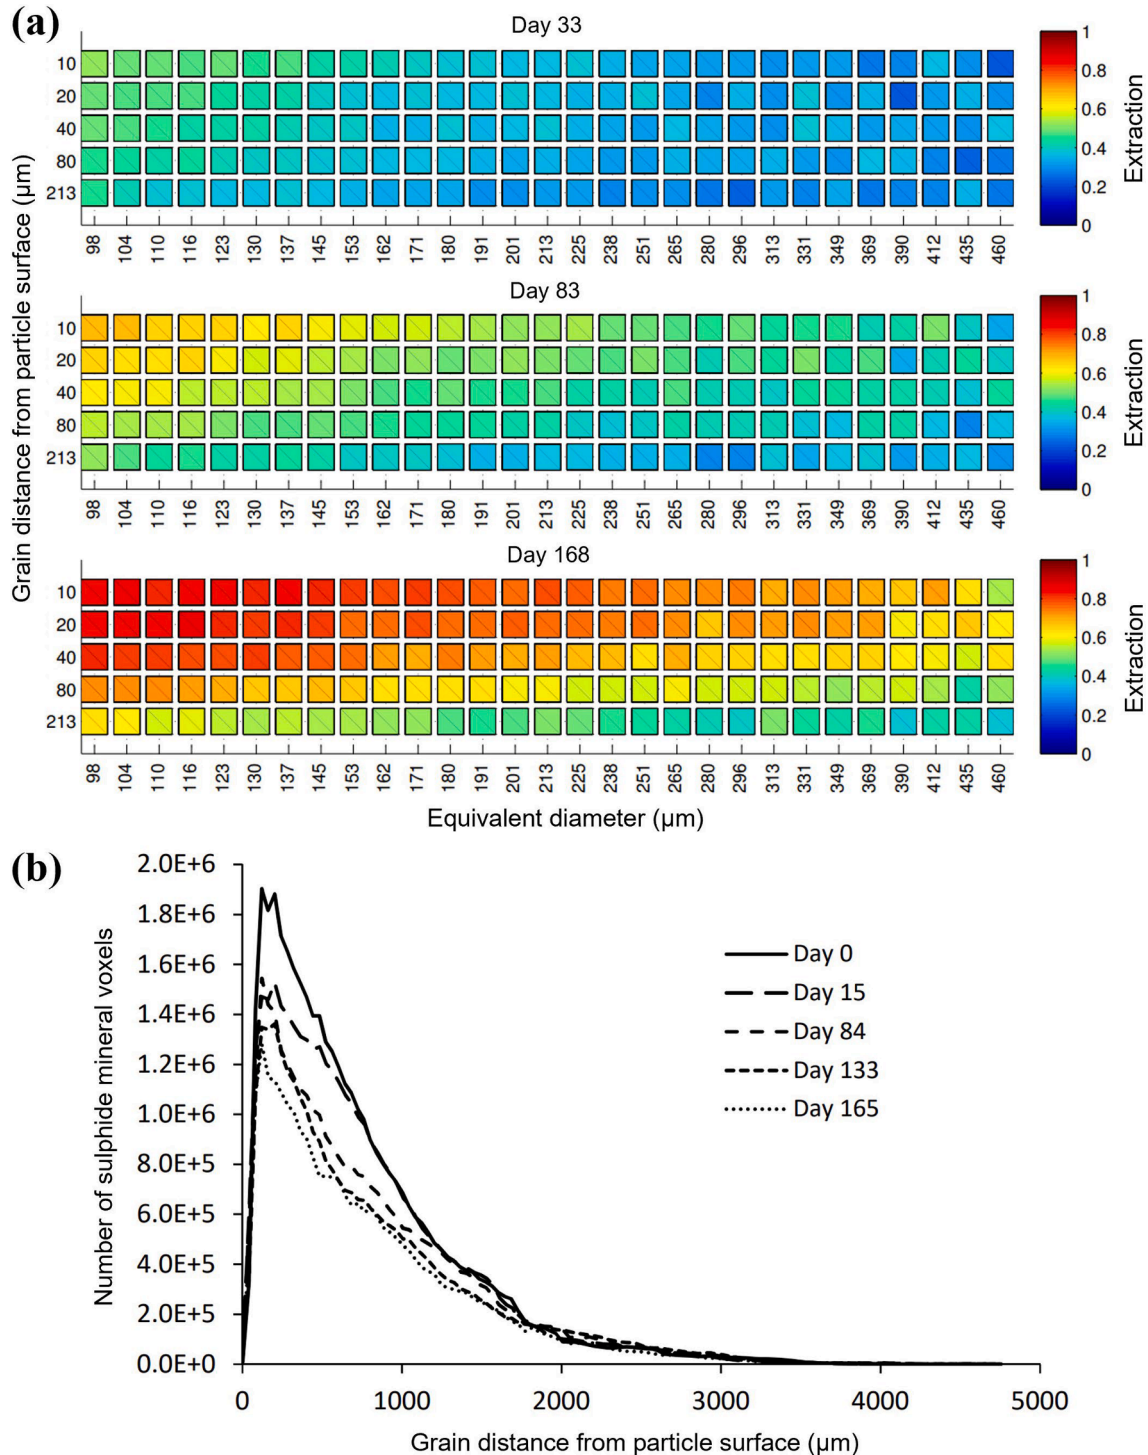 (a)
Day 33
10
20
40
80
213
98 104 110 116 123 130 137 145 153 162 171 180 191 201 213 225 238 251 265 280 296 313 331 349 369 390 412 435 460
1
0.8
0.6
0.4
0.2
0
Extraction
Grain distance from particle surface (µm)
Day 83
10
20
40
80
213
98 104 110 116 123 130 137 145 153 162 171 180 191 201 213 225 238 251 265 280 296 313 331 349 369 390 412 435 460
1
0.8
0.6
0.4
0.2
0
Extraction
Day 168
10
20
40
80
213
98 104 110 116 123 130 137 145 153 162 171 180 191 201 213 225 238 251 265 280 296 313 331 349 369 390 412 435 460
1
0.8
0.6
0.4
0.2
0
Extraction
Equivalent diameter (µm)
(b)
Number of sulphide mineral voxels
2.0E+6
1.8E+6
1.6E+6
1.4E+6
1.2E+6
1.0E+6
8.0E+5
6.0E+5
4.0E+5
2.0E+5
0.0E+0
Day 0
Day 15
Day 84
Day 133
Day 165
0 1000 2000 3000 4000 5000
Grain distance from particle surface (µm)